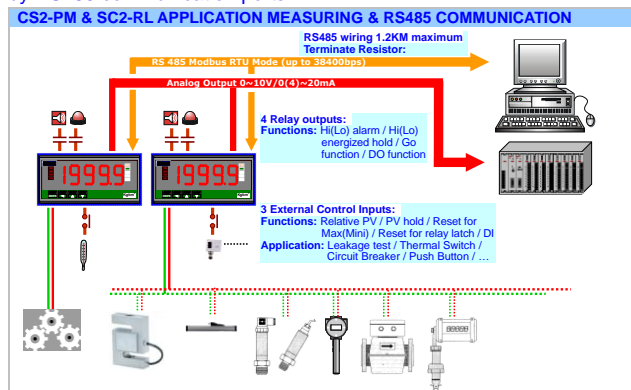 CS2-PM & SC2-RL APPLICATION MEASURING & RS485 COMMUNICATION
RS485 wiring 1.2KM maximum
Terminate Resistor:
RS 485 Modbus RTU Mode (up to 38400bps)
Analog Output 0~10V/0(4)~20mA
4 Relay outputs:
Functions: Hi(Lo) alarm / Hi(Lo)
energized hold / Go
function / DO function
1999.9
1999.9
3 External Control Inputs:
Functions: Relative PV / PV hold / Reset for
Max(Mini) / Reset for relay latch / DI
Application: Leakage test / Thermal Switch /
Circuit Breaker / Push Button / …